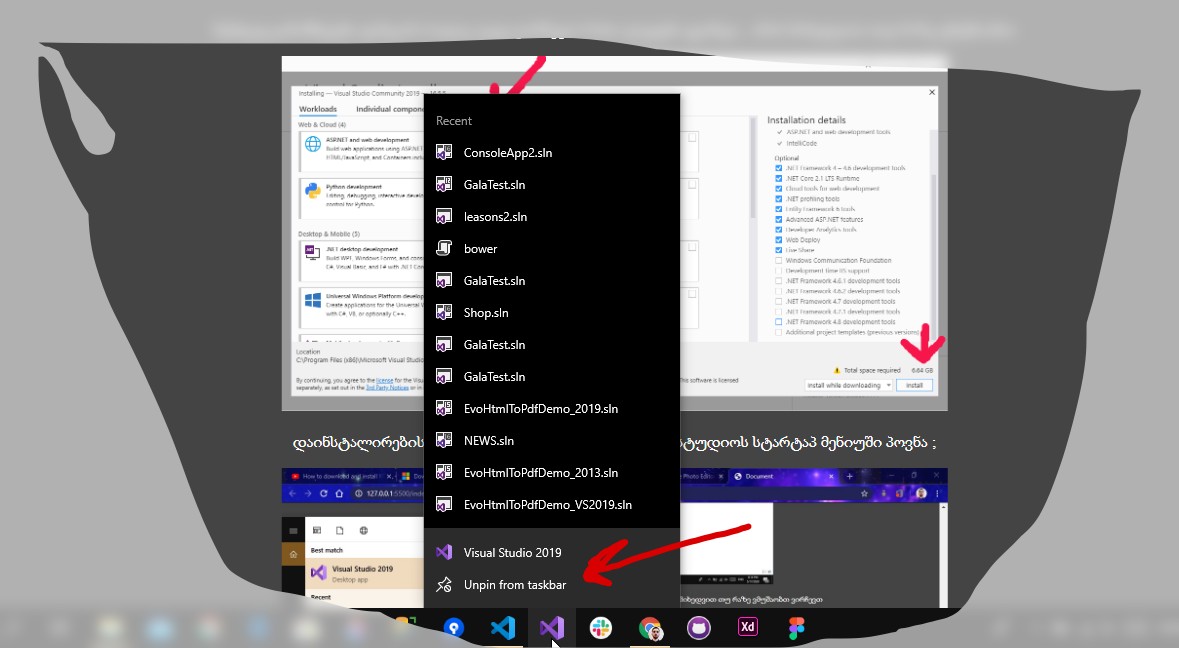 Installing — Visual Studio Community 2019 —
Workloads
Individual compone
Web & Cloud (4)
ASP.NET and web development
Build web applications using ASP.NET
HTML/JavaScript, and Containers inclu
Python development
Editing, debugging, interactive develo
control for Python.
Desktop & Mobile (5)
.NET desktop development
Build WPF, Windows Forms, and cons
C#, Visual Basic, and F# with .NET Cor
Universal Windows Platform develop
Create applications for the Universal
with C#, VB, or optionally C++.
Location
C:\Program Files (x86)\Microsoft Visual Studio
By continuing, you agree to the license for the Visu
separately, as set out in the 3rd Party Notices or in
Recent
ConsoleApp2.sln
GalaTest.sln
leasons2.sln
bower
GalaTest.sln
Shop.sln
GalaTest.sln
GalaTest.sln
EvoHtmlToPdfDemo_2019.sln
NEWS.sln
EvoHtmlToPdfDemo_2013.sln
EvoHtmlToPdfDemo_VS2019.sln
Visual Studio 2019
Unpin from taskbar
Installation details
ASP.NET and web development tools
IntelliCode
Optional
.NET Framework 4 – 4.6 development tools
.NET Core 2.1 LTS Runtime
Cloud tools for web development
.NET profiling tools
Entity Framework 6 tools
Advanced ASP.NET features
Developer Analytics tools
Web Deploy
Live Share
Windows Communication Foundation
Development time IIS support
.NET Framework 4.6.1 development tools
.NET Framework 4.6.2 development tools
.NET Framework 4.7 development tools
.NET Framework 4.7.1 development tools
.NET Framework 4.8 development tools
Additional project templates (previous versions)
Total space required 6.64 GB
This software is licensed
Install while downloading
Install
დაინსტალირების სტუდიოს სტარტაპ მენიუში პოვნა ;
How to download and install
Photo Edit
Document
127.0.0.1:5500/inde
Best match
Visual Studio 2019
Desktop app
Recent
თუ რაზე ვმუშაობთ ვირჩევთ
Xd